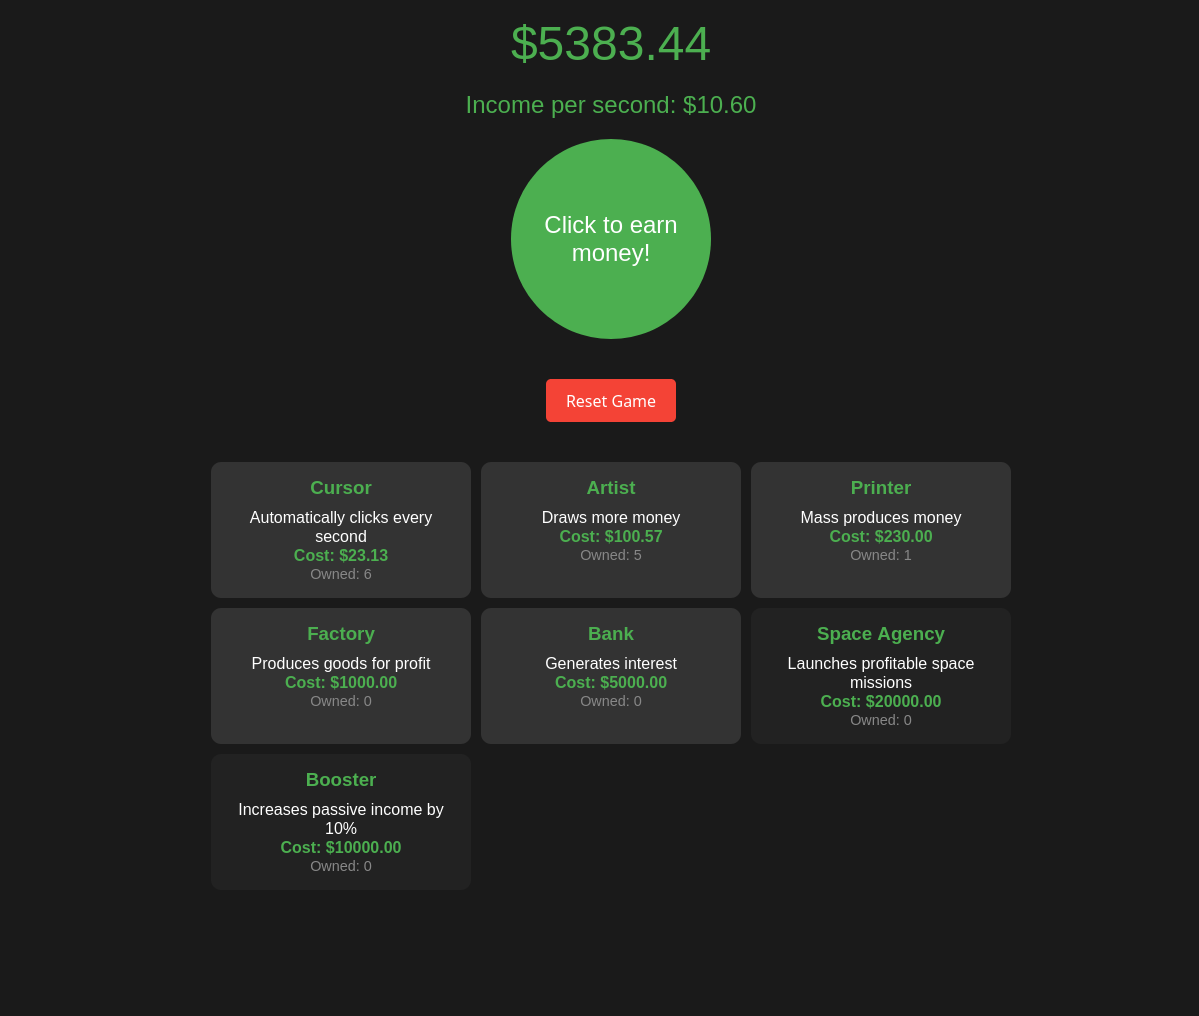 $5383.44
Income per second: $10.60
Click to earn
money!
Reset Game
Cursor
Automatically clicks every
second
Cost: $23.13
Owned: 6
Artist
Draws more money
Cost: $100.57
Owned: 5
Printer
Mass produces money
Cost: $230.00
Owned: 1
Factory
Produces goods for profit
Cost: $1000.00
Owned: 0
Bank
Generates interest
Cost: $5000.00
Owned: 0
Space Agency
Launches profitable space
missions
Cost: $20000.00
Owned: 0
Booster
Increases passive income by
10%
Cost: $10000.00
Owned: 0